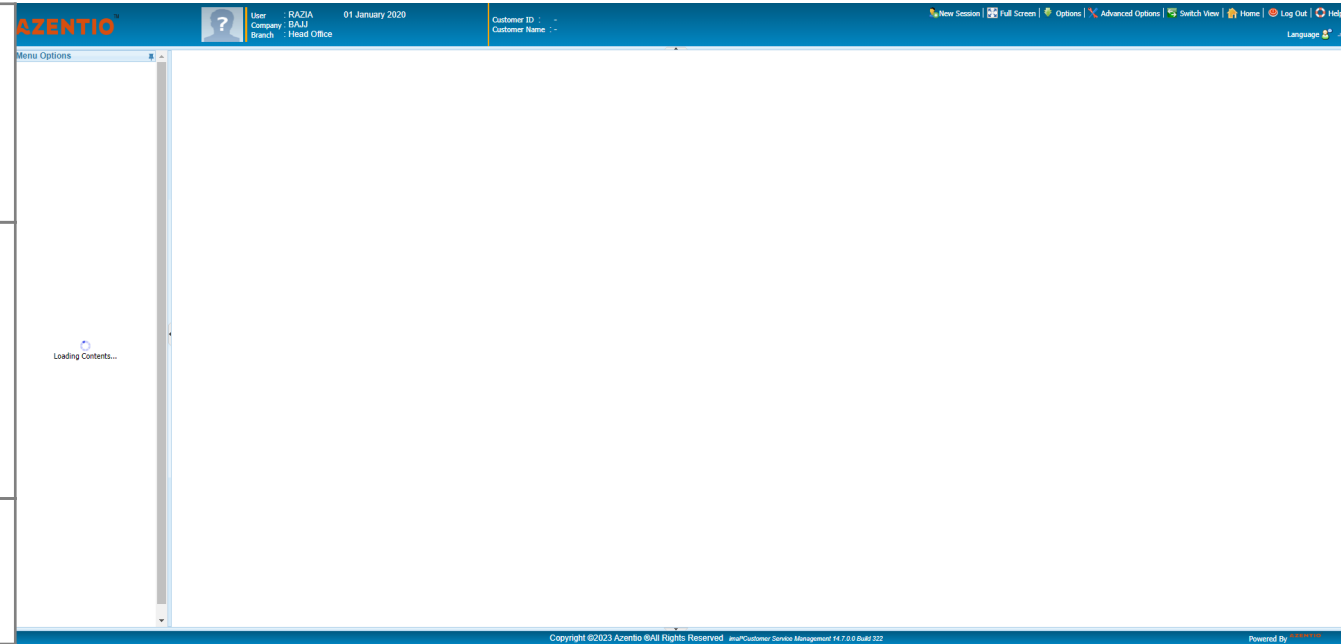 AZENTIO™
?
User : RAZIA 01 January 2020
Company : BAJJ
Branch : Head Office
Customer ID : -
Customer Name : -
New Session | Full Screen | Options | Advanced Options | Switch View | Home | Log Out | Help
Language
Menu Options
Loading Contents...
Copyright ©2023 Azentio ®All Rights Reserved imal®Customer Service Management 14.7.0.0 Build 322
Powered By AZENTIO